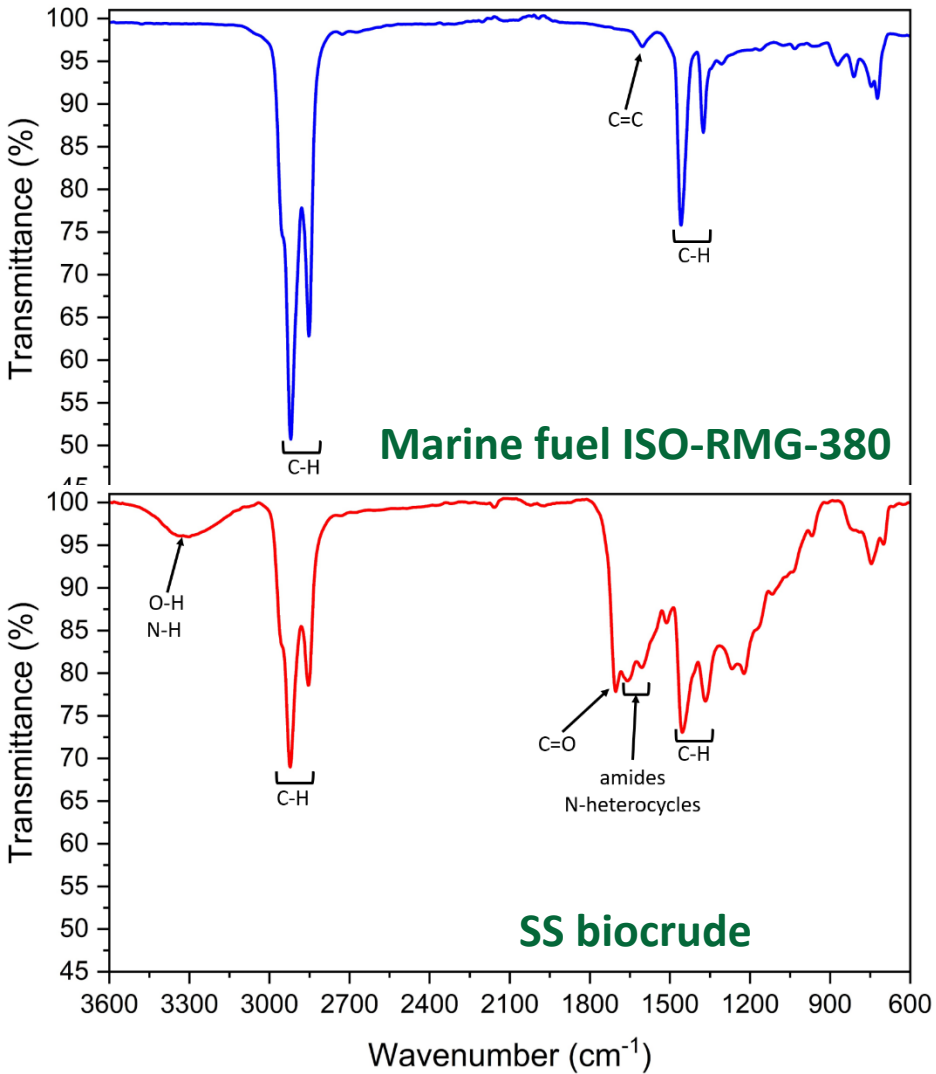 100
95
90
85
80
75
70
65
60
55
50
45
Transmittance (%)
C=C
C-H
C-H
Marine fuel ISO-RMG-380
100
95
90
85
80
75
70
65
60
55
50
45
Transmittance (%)
O-H
N-H
C-H
C=O
amides
N-heterocycles
C-H
SS biocrude
3600 3300 3000 2700 2400 2100 1800 1500 1200 900 600
Wavenumber (cm⁻¹)